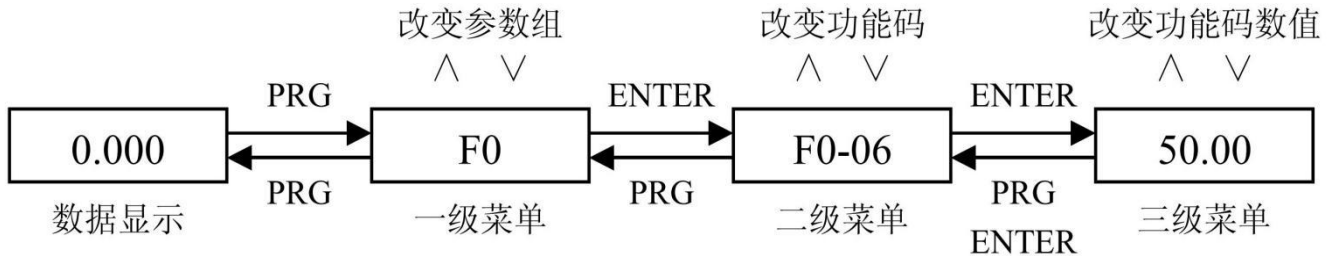 改变参数组 改变功能码 改变功能码数值
∧ ∨ ∧ ∨ ∧ ∨
PRG ENTER ENTER
0.000 F0 F0-06 50.00
PRG PRG PRG
数据显示 一级菜单 二级菜单 三级菜单
ENTER